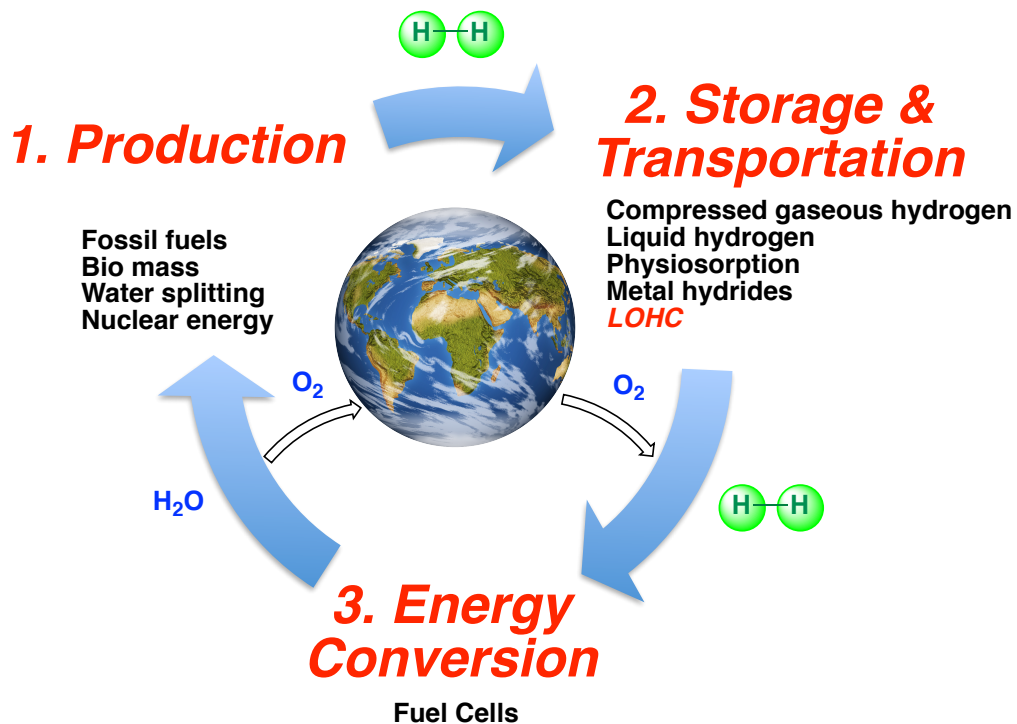 H—H
1. Production
2. Storage &
Transportation
Compressed gaseous hydrogen
Liquid hydrogen
Physiosorption
Metal hydrides
LOHC
Fossil fuels
Bio mass
Water splitting
Nuclear energy
O₂
O₂
H₂O
H—H
3. Energy
Conversion
Fuel Cells